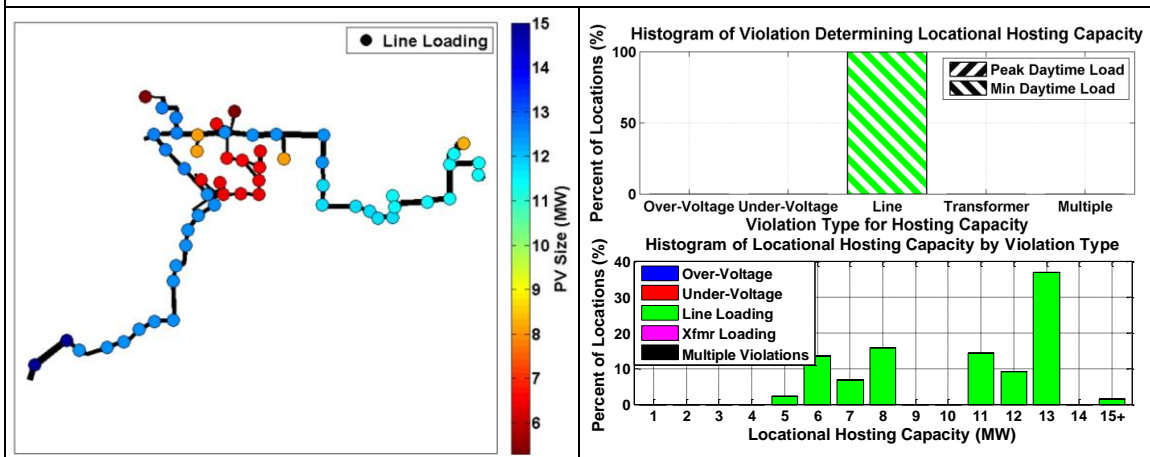 Line Loading
15
14
13
12
11
10
9
8
7
6
PV Size (MW)
Histogram of Violation Determining Locational Hosting Capacity
Percent of Locations (%)
100
50
0
Peak Daytime Load
Min Daytime Load
Over-Voltage Under-Voltage Line Transformer Multiple
Violation Type for Hosting Capacity
Histogram of Locational Hosting Capacity by Violation Type
Percent of Locations (%)
40
30
20
10
0
Over-Voltage
Under-Voltage
Line Loading
Xfmr Loading
Multiple Violations
1 2 3 4 5 6 7 8 9 10 11 12 13 14 15+
Locational Hosting Capacity (MW)